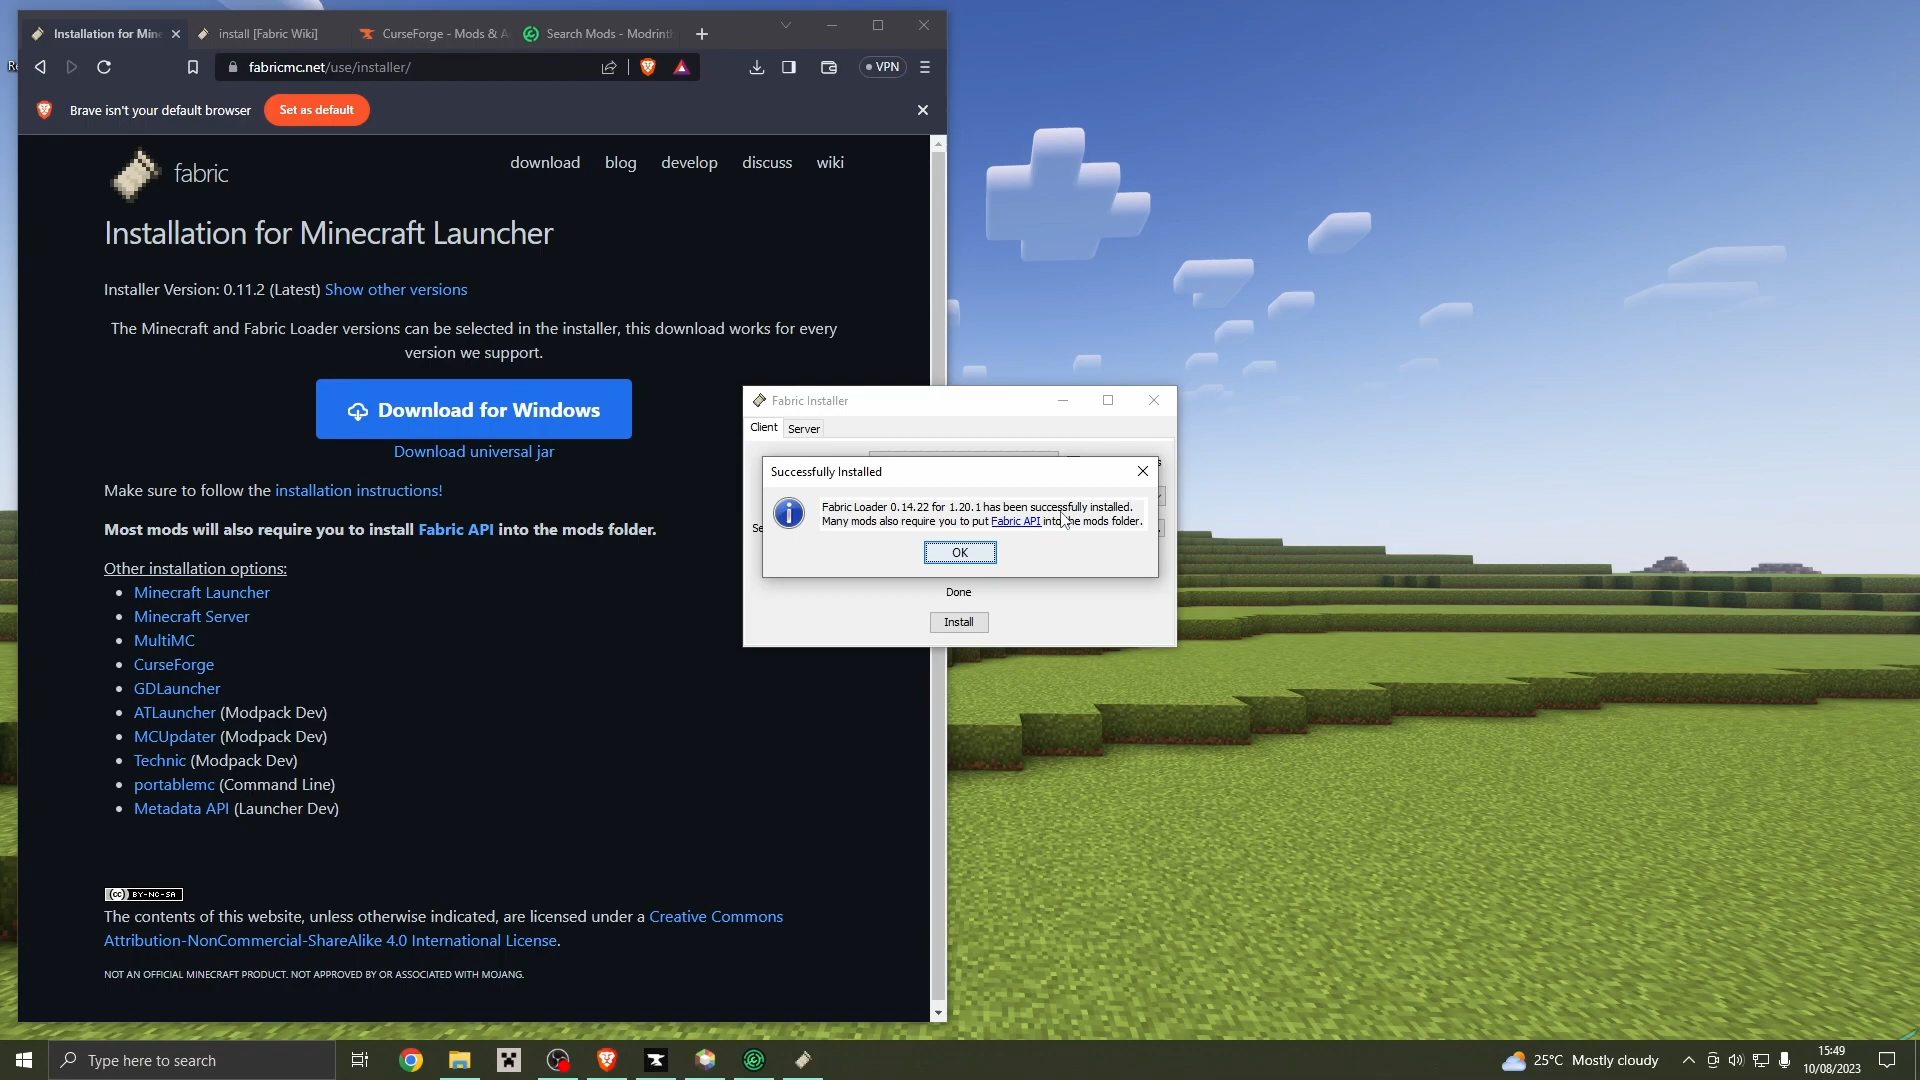 Installation for Mine
install [Fabric Wiki]
CurseForge - Mods & A
Search Mods - Modrinth
fabricmc.net/use/installer/
VPN
Brave isn't your default browser
Set as default
fabric
download
blog
develop
discuss
wiki
Installation for Minecraft Launcher
Installer Version: 0.11.2 (Latest) Show other versions
The Minecraft and Fabric Loader versions can be selected in the installer, this download works for every
version we support.
Download for Windows
Download universal jar
Make sure to follow the installation instructions!
Most mods will also require you to install Fabric API into the mods folder.
Other installation options:
Minecraft Launcher
Minecraft Server
MultiMC
CurseForge
GDLauncher
ATLauncher (Modpack Dev)
MCUpdater (Modpack Dev)
Technic (Modpack Dev)
portablemc (Command Line)
Metadata API (Launcher Dev)
cc BY-NC-SA
The contents of this website, unless otherwise indicated, are licensed under a Creative Commons
Attribution-NonCommercial-ShareAlike 4.0 International License.
NOT AN OFFICIAL MINECRAFT PRODUCT. NOT APPROVED BY OR ASSOCIATED WITH MOJANG.
Fabric Installer
Client
Server
Successfully Installed
Fabric Loader 0.14.22 for 1.20.1 has been successfully installed.
Many mods also require you to put Fabric API into the mods folder.
OK
Done
Install
Type here to search
25°C Mostly cloudy
15:49
10/08/2023